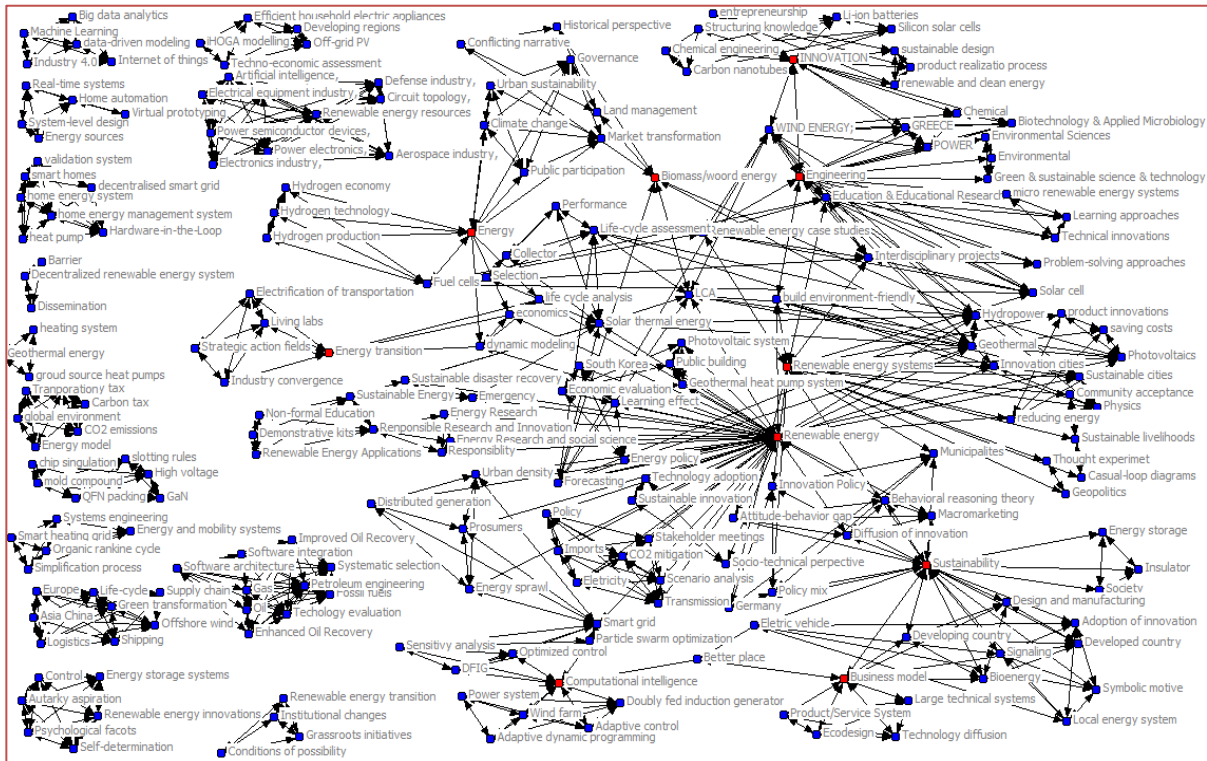 Big data analytics
Machine Learning
data-driven modeling
Industry 4.0
Internet of things
Real-time systems
Home automation
Virtual prototyping
System-level design
Energy sources
validation system
smart homes
decentralised smart grid
home energy system
home energy management system
Hardware-in-the-Loop
heat pump
Barrier
Decentralized renewable energy system
Dissemination
heating system
Geothermal energy
groud source heat pumps
Tranporation
tax
Carbon tax
global environment
CO2 emissions
Energy model
chip singulation
slotting rules
High voltage
mold compound
QFN packing
GaN
Systems engineering
Energy and mobility systems
Smart heating grid
Organic rankine cycle
Simplification process
Europe
Life-cycle
Supply chain
Green transformation
Asia China
Offshore wind
Logistics
Shipping
Control
Energy storage systems
Autarky aspiration
Renewable energy innovations
Psychological facots
Self-determination
Efficient household electric appliances
Developing regions
iHOGA modelling
Off-grid PV
Techno-economic assessment
Artificial intelligence,
Defense industry,
Electrical equipment industry,
Circuit topology,
Renewable energy resources
Power semiconductor devices,
Power electronics,
Aerospace industry,
Electronics industry,
Hydrogen economy
Hydrogen technology
Hydrogen production
Electrification of transportation
Living labs
Strategic action fields
Energy transition
Industry convergence
Sustainable disaster recovery
Sustainable Energy
Emergency
Non-formal Education
Energy Research
Demonstrative kits
Renponsible Research and Innovation
Energy Research and social science
Renewable Energy Applications
Responsiblity
Improved Oil Recovery
Software integration
Software architecture
Systematic selection
Gas
Petroleum engineering
Fossil fuels
Oil
Techology evaluation
Enhanced Oil Recovery
Renewable energy transition
Institutional changes
Grassroots initiatives
Conditions of possibility
Historical perspective
Conflicting narrative
Governance
Urban sustainability
Land management
Climate change
Market transformation
Public participation
Biomass/woord energy
Energy
Performance
Life-cycle assessment
Renewable energy case studies
Collector
Selection
Fuel cells
life cycle analysis
LCA
economics
Solar thermal energy
dynamic modeling
Photovoltaic system
South Korea
Public building
Economic evaluation
Geothermal heat pump system
Learning effect
Energy policy
Urban density
Forecasting
Technology adoption
Distributed generation
Sustainable innovation
Policy
Prosumers
Stakeholder meetings
Imports
CO2 mitigation
Eletricity
Scenario analysis
Energy sprawl
Transmission
Smart grid
Particle swarm optimization
Sensitivy analysis
Optimized control
DFIG
Computational intelligence
Power system
Doubly fed induction generator
Wind farm
Adaptive control
Adaptive dynamic programming
entrepreneurship
Li-ion batteries
Structuring knowledge
Silicon solar cells
Chemical engineering
INNOVATION
sustainable design
Carbon nanotubes
product realizatio process
renewable and clean energy
Chemical
WIND ENERGY;
GREECE
Biotechnology & Applied Microbiology
POWER
Environmental Sciences
Environmental
Engineering
Green & sustainable science & technology
Education & Educational Research
micro renewable energy systems
Learning approaches
Technical innovations
Interdisciplinary projects
Problem-solving approaches
Solar cell
build environment-friendly
Hydropower
product innovations
saving costs
Geothermal
Photovoltaics
Renewable energy systems
Innovation cities
Sustainable cities
Community acceptance
Physics
reducing energy
Renewable energy
Sustainable livelihoods
Municipalites
Thought experimet
Casual-loop diagrams
Geopolitics
Innovation Policy
Behavioral reasoning theory
Attitude-behavior gap
Macromarketing
Diffusion of innovation
Energy storage
Socio-technical perpective
Sustainability
Insulator
Policy mix
Society
Germany
Design and manufacturing
Eletric vehicle
Adoption of innovation
Developing country
Developed country
Signaling
Better place
Business model
Bioenergy
Symbolic motive
Large technical systems
Product/Service System
Local energy system
Ecodesign
Technology diffusion